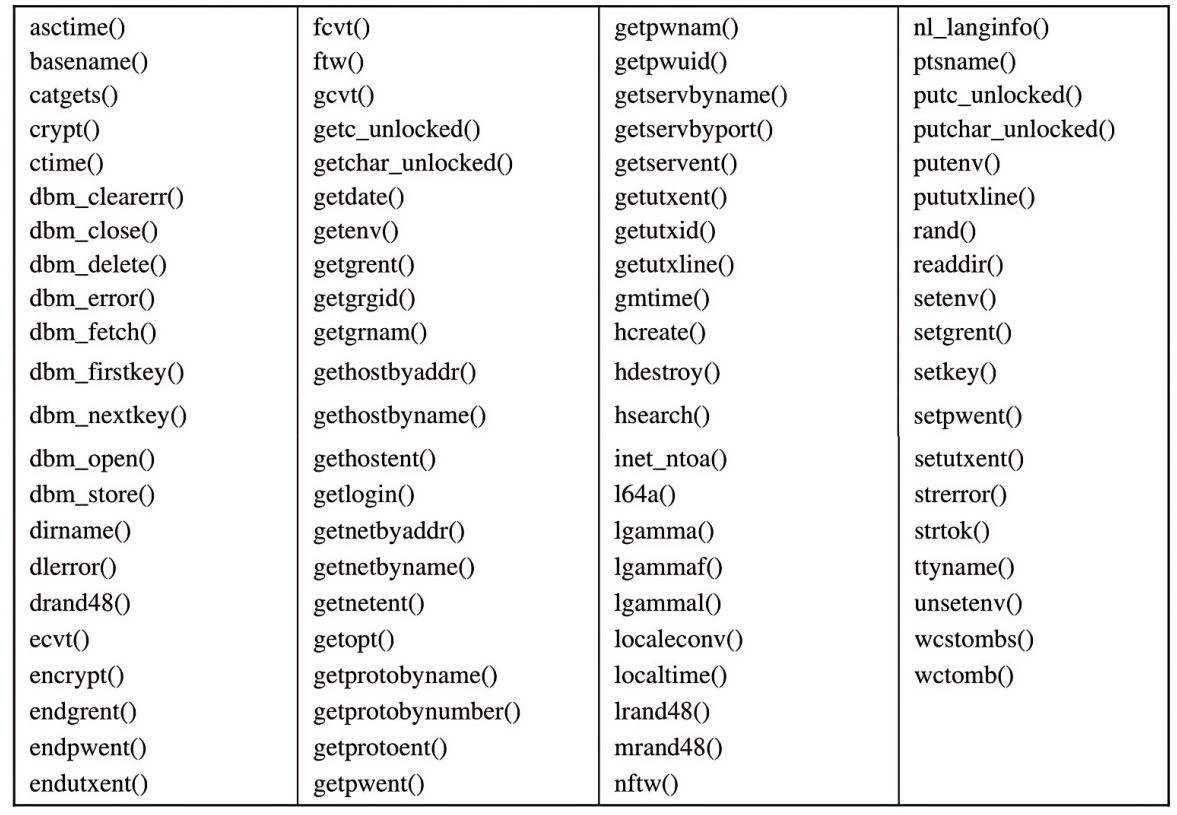 asctime()
basename()
catgets()
crypt()
ctime()
dbm_clearerr()
dbm_close()
dbm_delete()
dbm_error()
dbm_fetch()
dbm_firstkey()
dbm_nextkey()
dbm_open()
dbm_store()
dirname()
dlerror()
drand48()
ecvt()
encrypt()
endgrent()
endpwent()
endutxent()
fcvt()
ftw()
gcvt()
getc_unlocked()
getchar_unlocked()
getdate()
getenv()
getgrent()
getgrgid()
getgrnam()
gethostbyaddr()
gethostbyname()
gethostent()
getlogin()
getnetbyaddr()
getnetbyname()
getnetent()
getopt()
getprotobyname()
getprotobynumber()
getprotoent()
getpwent()
getpwnam()
getpwuid()
getservbyname()
getservbyport()
getservent()
getutxent()
getutxid()
getutxline()
gmtime()
hcreate()
hdestroy()
hsearch()
inet_ntoa()
l64a()
lgamma()
lgammaf()
lgammal()
localeconv()
localtime()
lrand48()
mrand48()
nftw()
nl_langinfo()
ptsname()
putc_unlocked()
putchar_unlocked()
putenv()
pututxline()
rand()
readdir()
setenv()
setgrent()
setkey()
setpwent()
setutxent()
strerror()
strtok()
ttyname()
unsetenv()
wcstombs()
wctomb()